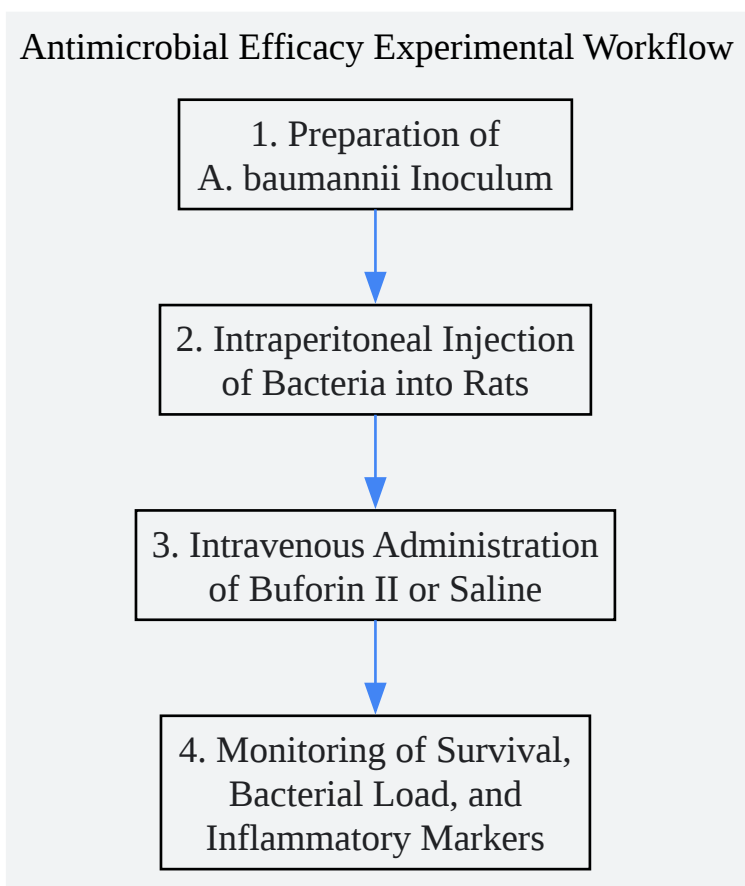 Antimicrobial Efficacy Experimental Workflow
1. Preparation of
A. baumannii Inoculum
2. Intraperitoneal Injection
of Bacteria into Rats
3. Intravenous Administration
of Buforin II or Saline
4. Monitoring of Survival,
Bacterial Load, and
Inflammatory Markers